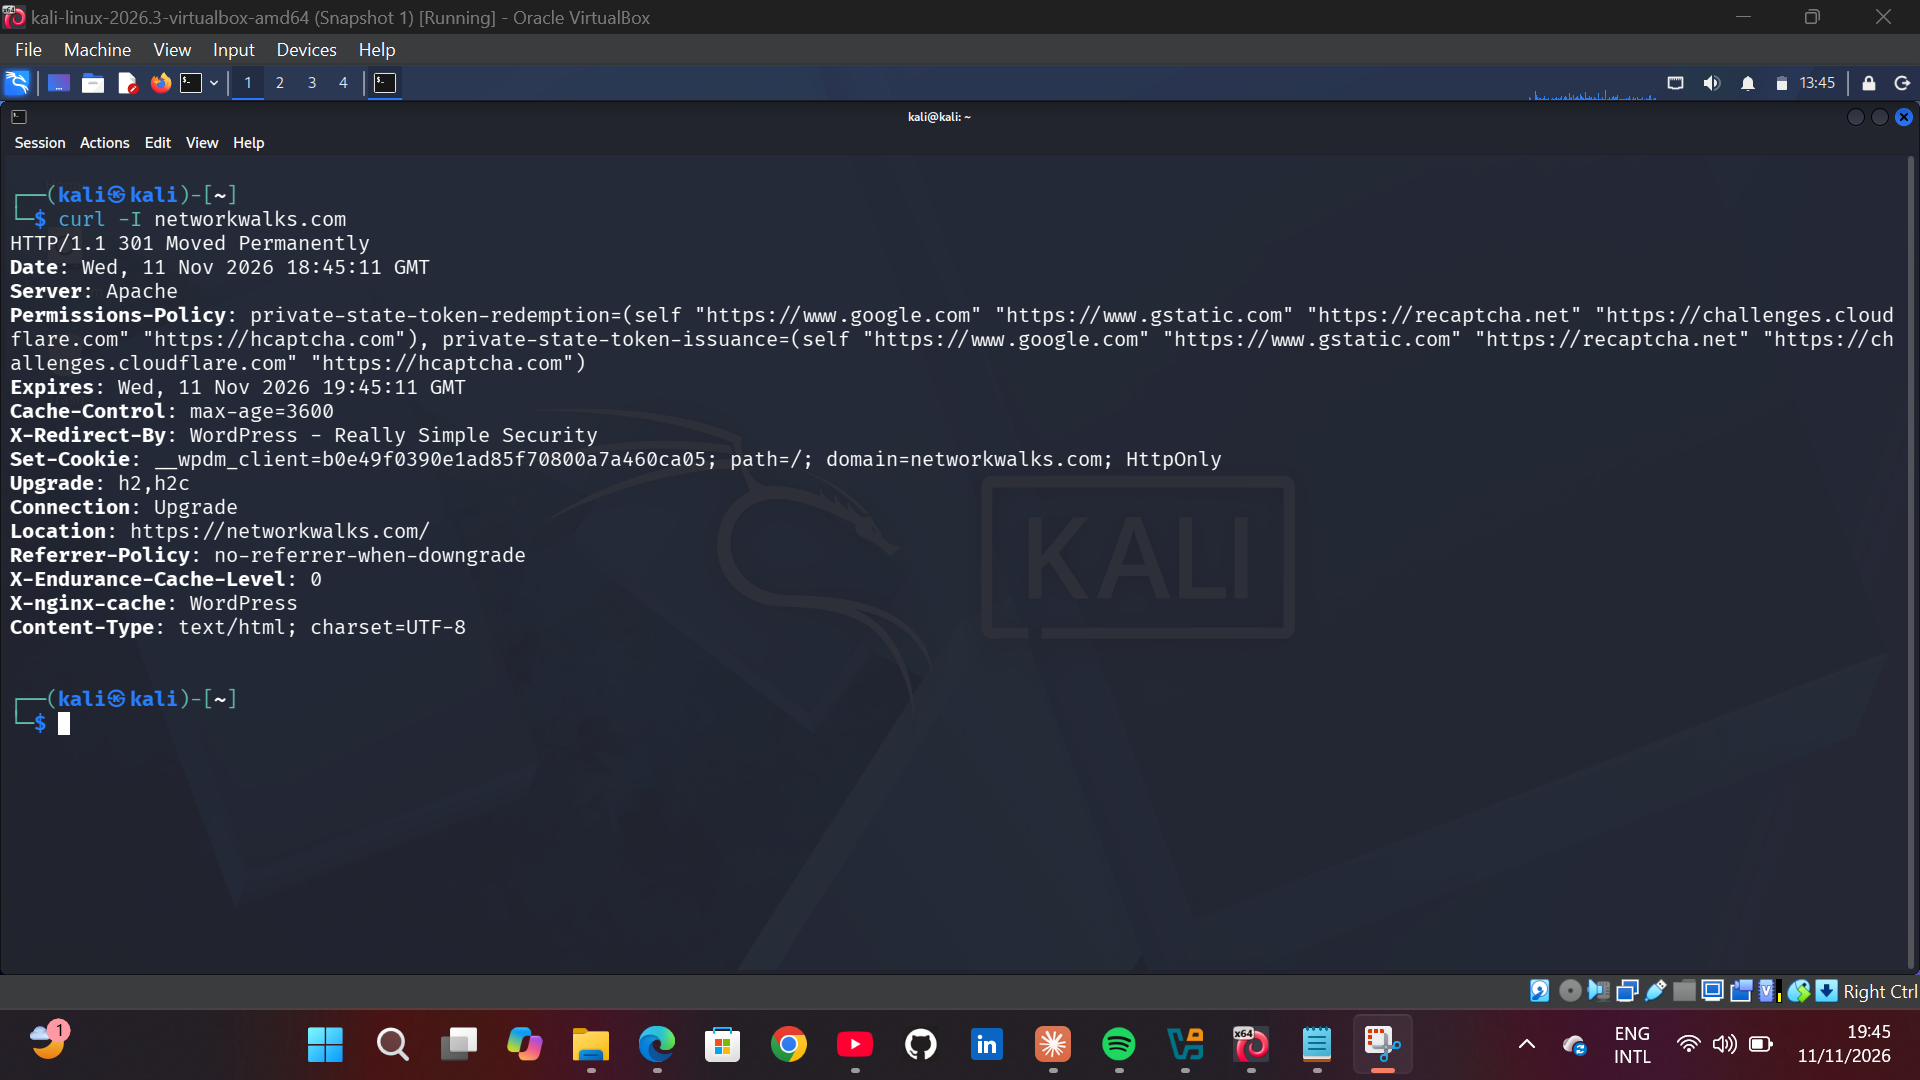 kali-linux-2026.3-virtualbox-amd64 (Snapshot 1) [Running] - Oracle VirtualBox
File Machine View Input Devices Help
1 2 3 4 13:45
kali@kali: ~
Session Actions Edit View Help
┌──(kali㉿kali)-[~]
└─$ curl -I networkwalks.com
HTTP/1.1 301 Moved Permanently
Date: Wed, 11 Nov 2026 18:45:11 GMT
Server: Apache
Permissions-Policy: private-state-token-redemption=(self "https://www.google.com" "https://www.gstatic.com" "https://recaptcha.net" "https://challenges.cloud
flare.com" "https://hcaptcha.com"), private-state-token-issuance=(self "https://www.google.com" "https://www.gstatic.com" "https://recaptcha.net" "https://ch
allenges.cloudflare.com" "https://hcaptcha.com")
Expires: Wed, 11 Nov 2026 19:45:11 GMT
Cache-Control: max-age=3600
X-Redirect-By: WordPress - Really Simple Security
Set-Cookie: __wpdm_client=b0e49f0390e1ad85f70800a7a460ca05; path=/; domain=networkwalks.com; HttpOnly
Upgrade: h2,h2c
Connection: Upgrade
Location: https://networkwalks.com/
Referrer-Policy: no-referrer-when-downgrade
X-Endurance-Cache-Level: 0
X-nginx-cache: WordPress
Content-Type: text/html; charset=UTF-8
KALI
┌──(kali㉿kali)-[~]
└─$
Right Ctrl
1
x64
ENG
INTL
19:45
11/11/2026